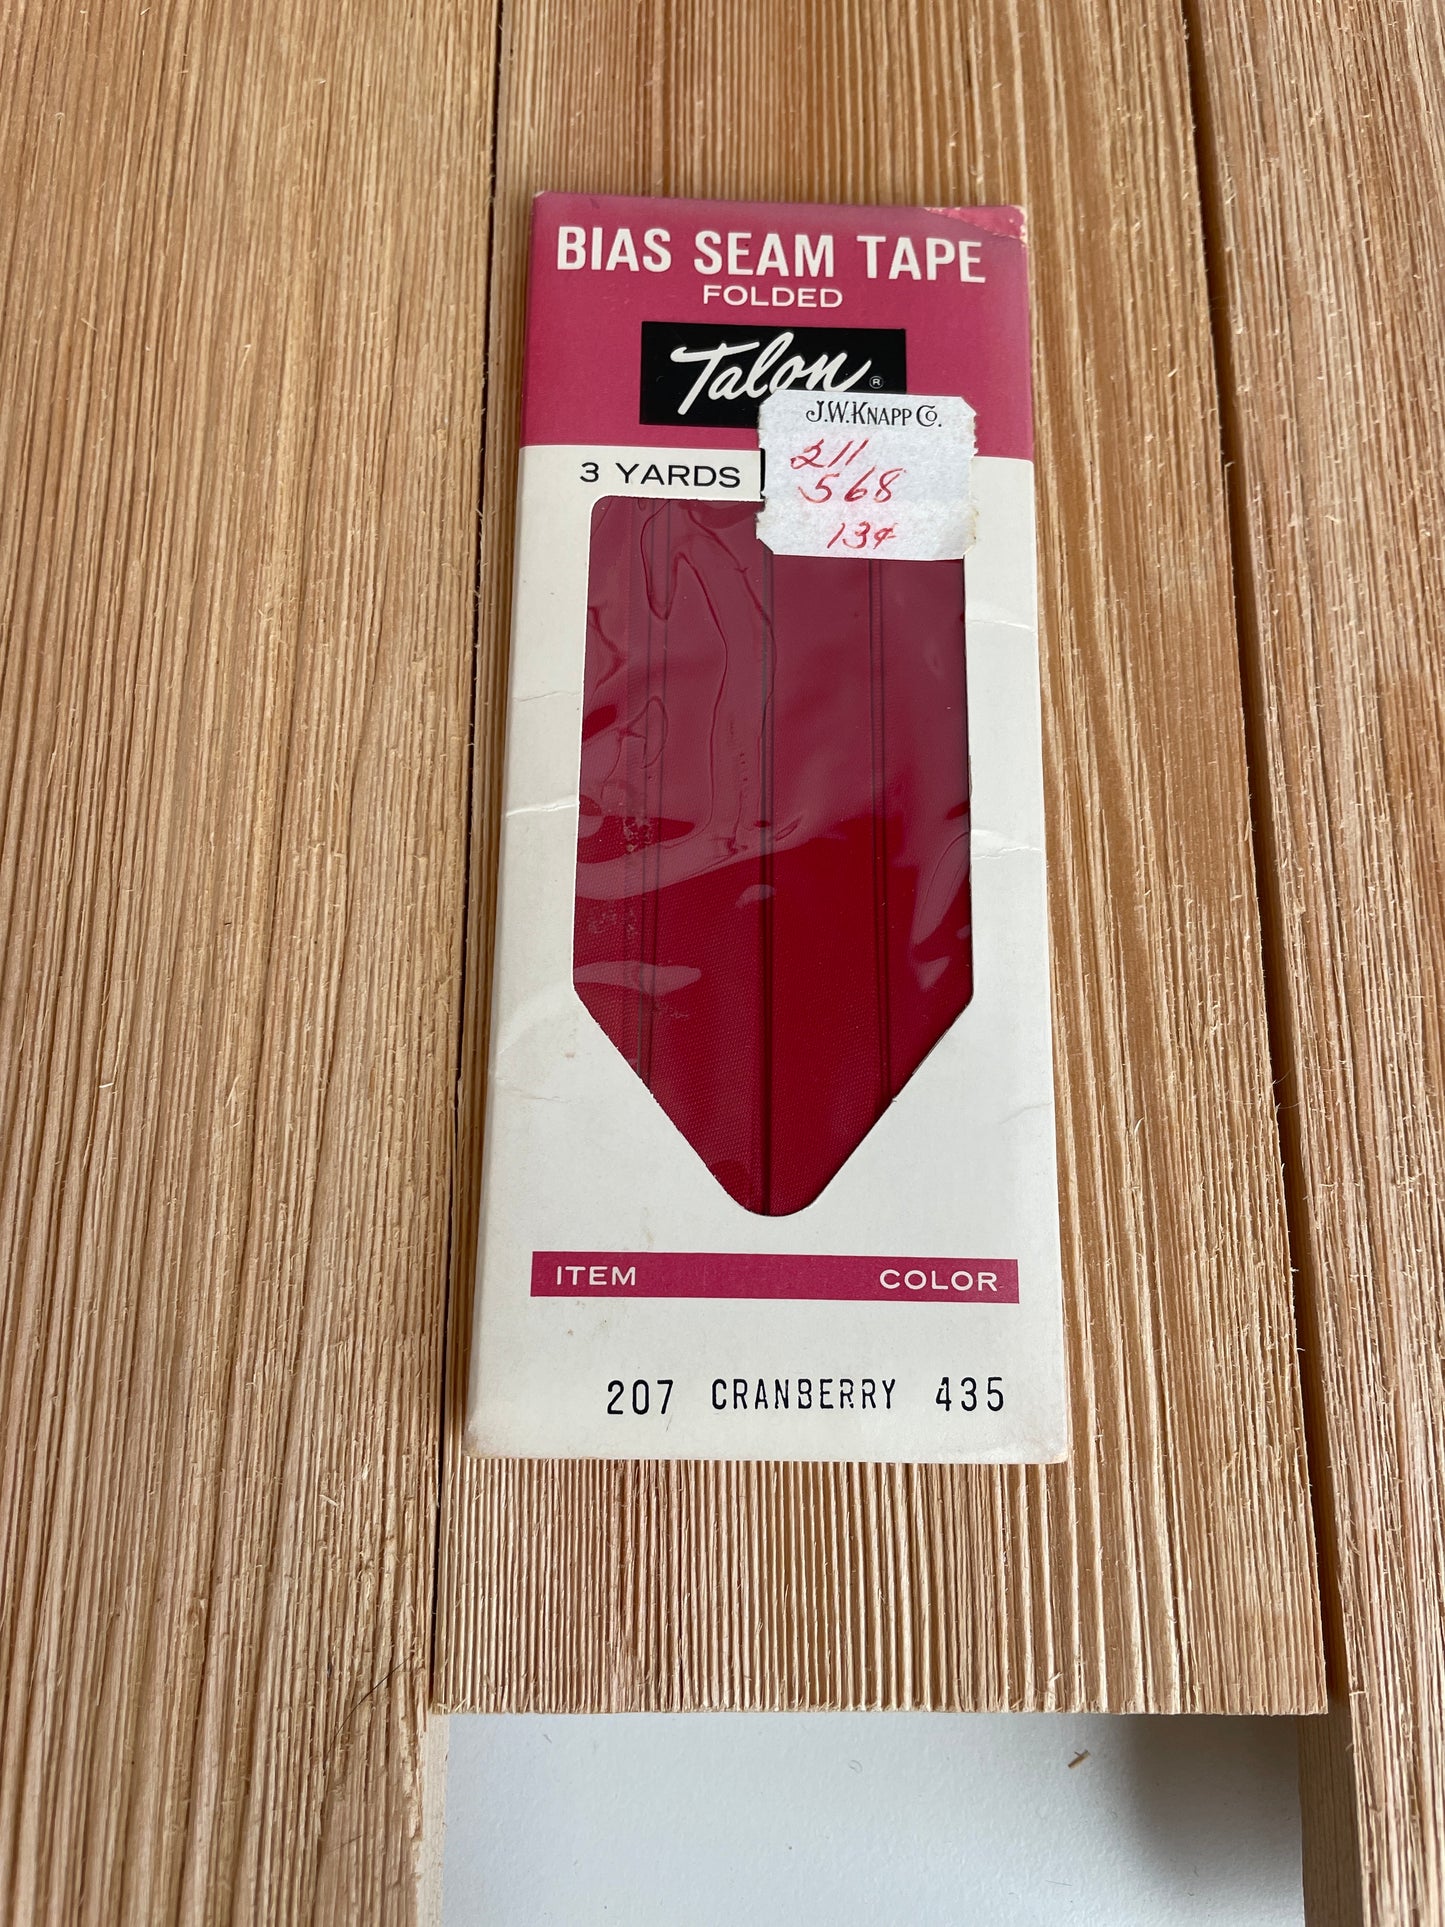 BIAS SEAM TAPE
FOLDED
Talon ®
J.W.KNAPP CO.
3 YARDS
211
568
13¢
ITEM COLOR
207 CRANBERRY 435